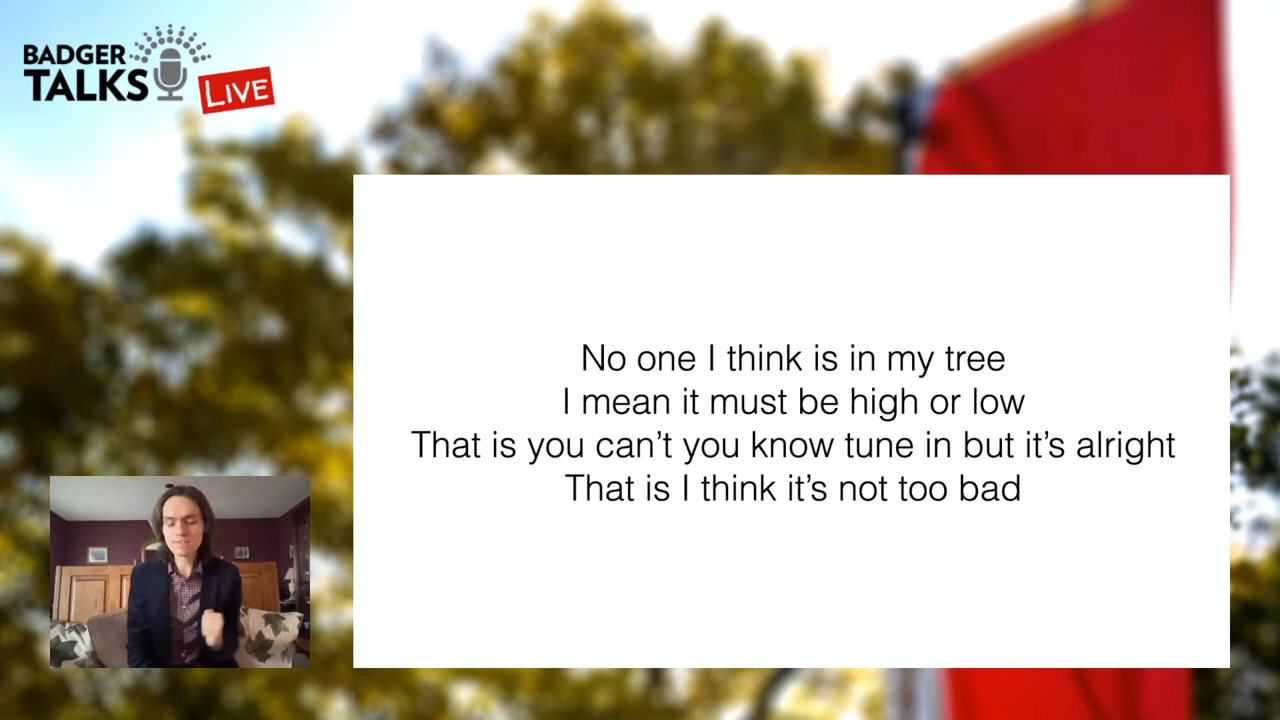 BADGER
TALKS
LIVE
No one I think is in my tree
I mean it must be high or low
That is you can’t you know tune in but it’s alright
That is I think it’s not too bad